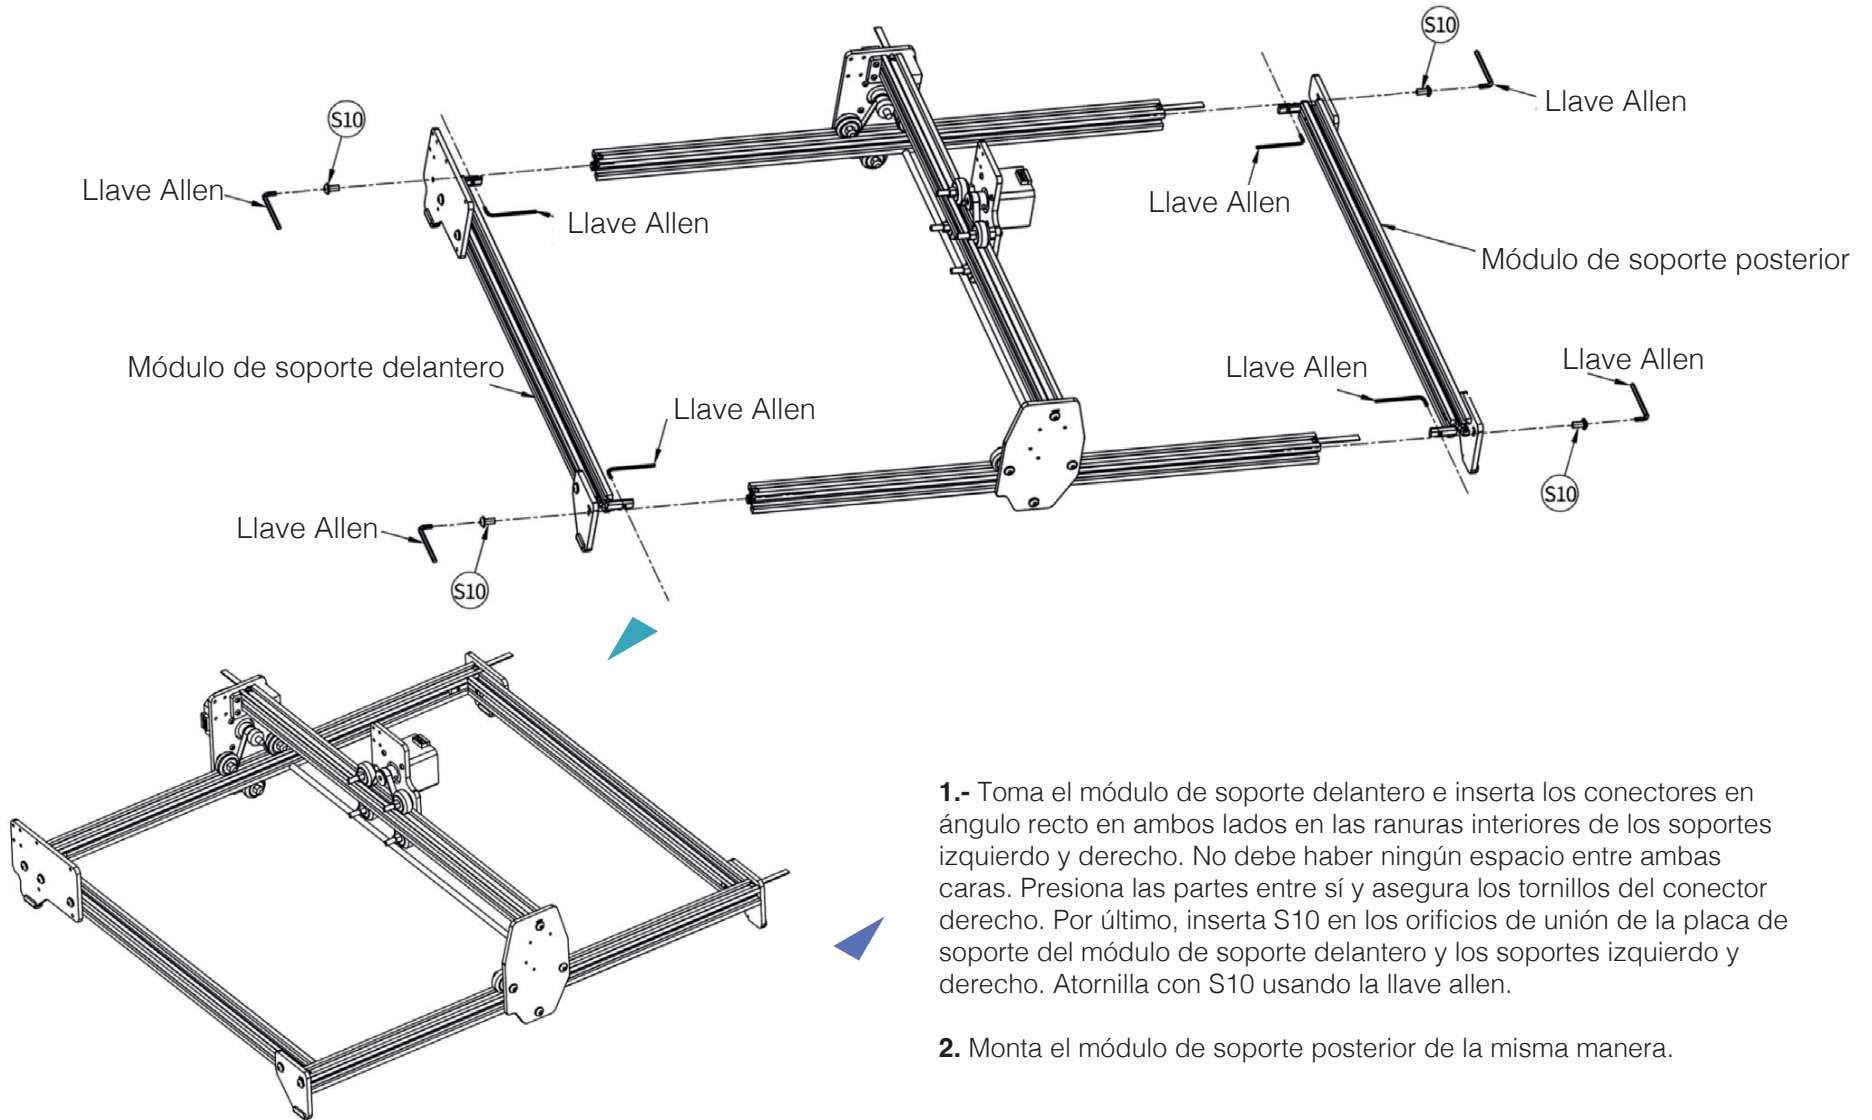 S10
S10
Llave Allen
Llave Allen
Llave Allen
Llave Allen
Llave Allen
Módulo de soporte posterior
Módulo de soporte delantero
Llave Allen
Llave Allen
Llave Allen
Llave Allen
S10
S10
1.- Toma el módulo de soporte delantero e inserta los conectores en
ángulo recto en ambos lados en las ranuras interiores de los soportes
izquierdo y derecho. No debe haber ningún espacio entre ambas
caras. Presiona las partes entre sí y asegura los tornillos del conector
derecho. Por último, inserta S10 en los orificios de unión de la placa de
soporte del módulo de soporte delantero y los soportes izquierdo y
derecho. Atornilla con S10 usando la llave allen.
2. Monta el módulo de soporte posterior de la misma manera.